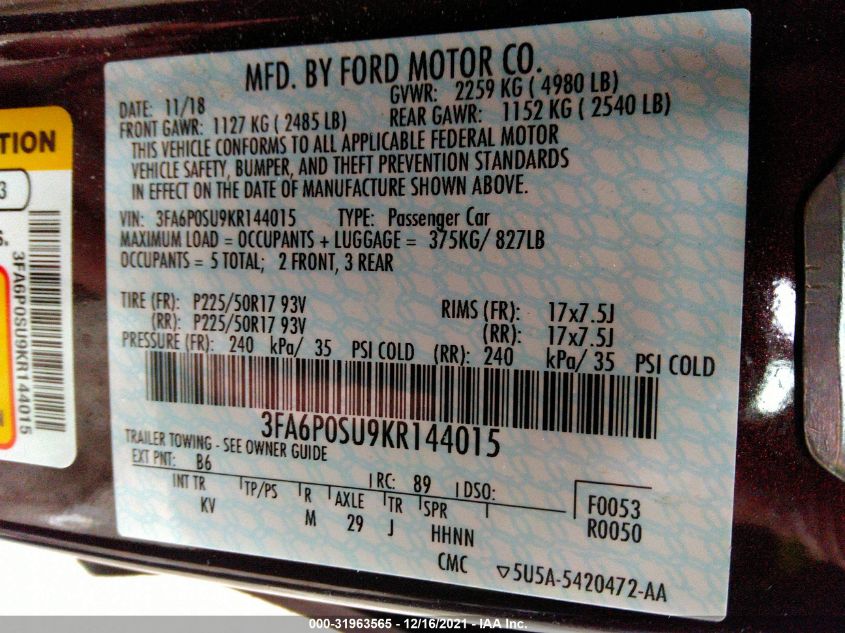 MFD. BY FORD MOTOR CO.
DATE: 11/18 GVWR: 2259 KG ( 4980 LB)
FRONT GAWR: 1127 KG ( 2485 LB) REAR GAWR: 1152 KG ( 2540 LB)
THIS VEHICLE CONFORMS TO ALL APPLICABLE FEDERAL MOTOR
VEHICLE SAFETY, BUMPER, AND THEFT PREVENTION STANDARDS
IN EFFECT ON THE DATE OF MANUFACTURE SHOWN ABOVE.
VIN: 3FA6P0SU9KR144015 TYPE: Passenger Car
MAXIMUM LOAD = OCCUPANTS + LUGGAGE = 375KG/ 827LB
OCCUPANTS = 5 TOTAL; 2 FRONT, 3 REAR
TIRE (FR): P225/50R17 93V RIMS (FR): 17x7.5J
(RR): P225/50R17 93V (RR): 17x7.5J
PRESSURE (FR): 240 kPa/ 35 PSI COLD (RR): 240 kPa/ 35 PSI COLD
3FA6P0SU9KR144015
TRAILER TOWING - SEE OWNER GUIDE
EXT PNT: B6 RC: 89 DSO:
INT TR TP/PS R AXLE TR SPR F0053
KV M 29 J HHNN R0050
CMC 5U5A-5420472-AA
TION
3
S.
3FA6P0SU9KR144015
000-31963565 - 12/16/2021 - IAA Inc.